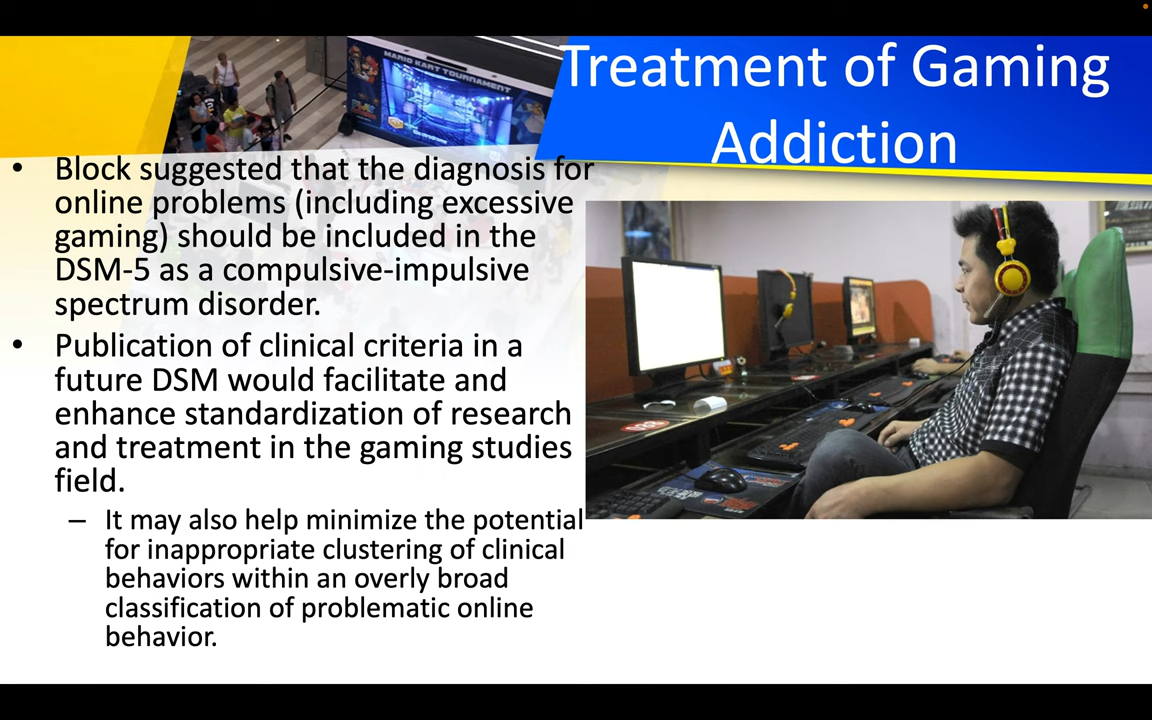 MARIO KART TOURNAMENT
Treatment of Gaming
Addiction
• Block suggested that the diagnosis for
online problems (including excessive
gaming) should be included in the
DSM-5 as a compulsive-impulsive
spectrum disorder.
• Publication of clinical criteria in a
future DSM would facilitate and
enhance standardization of research
and treatment in the gaming studies
field.
– It may also help minimize the potential
for inappropriate clustering of clinical
behaviors within an overly broad
classification of problematic online
behavior.